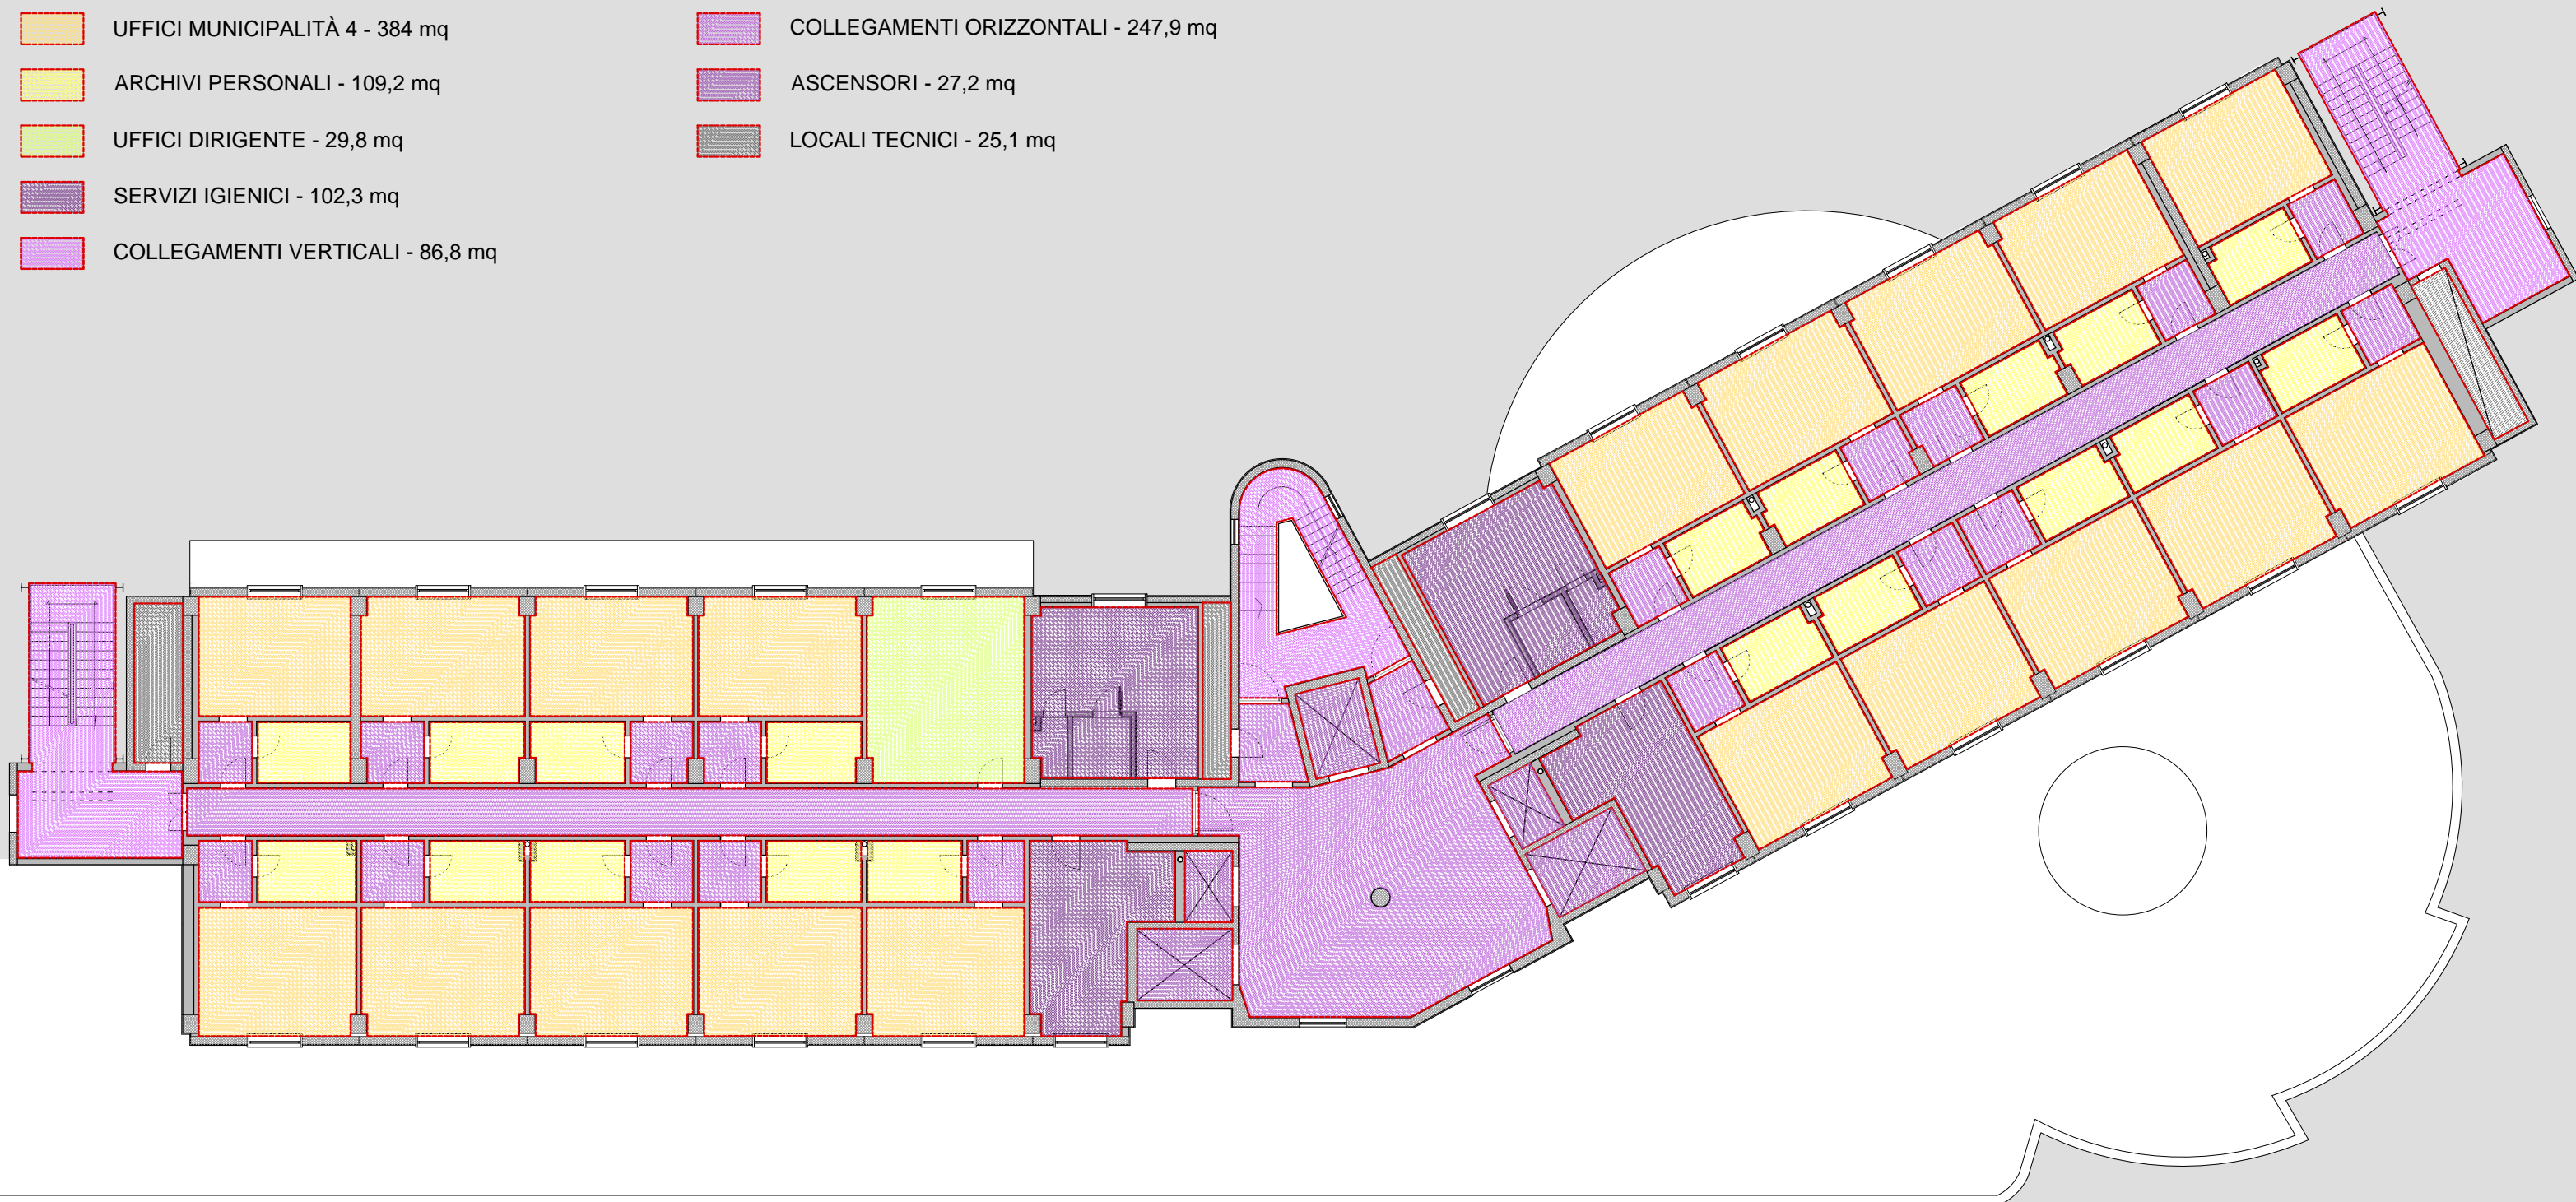 UFFICI MUNICIPALITÀ 4 - 384 mq
ARCHIVI PERSONALI - 109,2 mq
UFFICI DIRIGENTE - 29,8 mq
SERVIZI IGIENICI - 102,3 mq
COLLEGAMENTI VERTICALI - 86,8 mq
COLLEGAMENTI ORIZZONTALI - 247,9 mq
ASCENSORI - 27,2 mq
LOCALI TECNICI - 25,1 mq